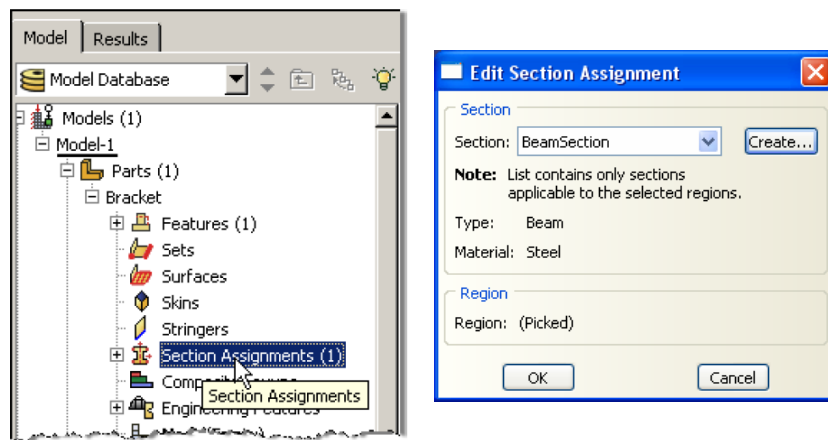 Model Results
Model Database
Models (1)
Model-1
Parts (1)
Bracket
Features (1)
Sets
Surfaces
Skins
Stringers
Section Assignments (1)
Section Assignments
Engineering Features
Edit Section Assignment
Section
Section: BeamSection Create...
Note: List contains only sections
applicable to the selected regions.
Type: Beam
Material: Steel
Region
Region: (Picked)
OK Cancel